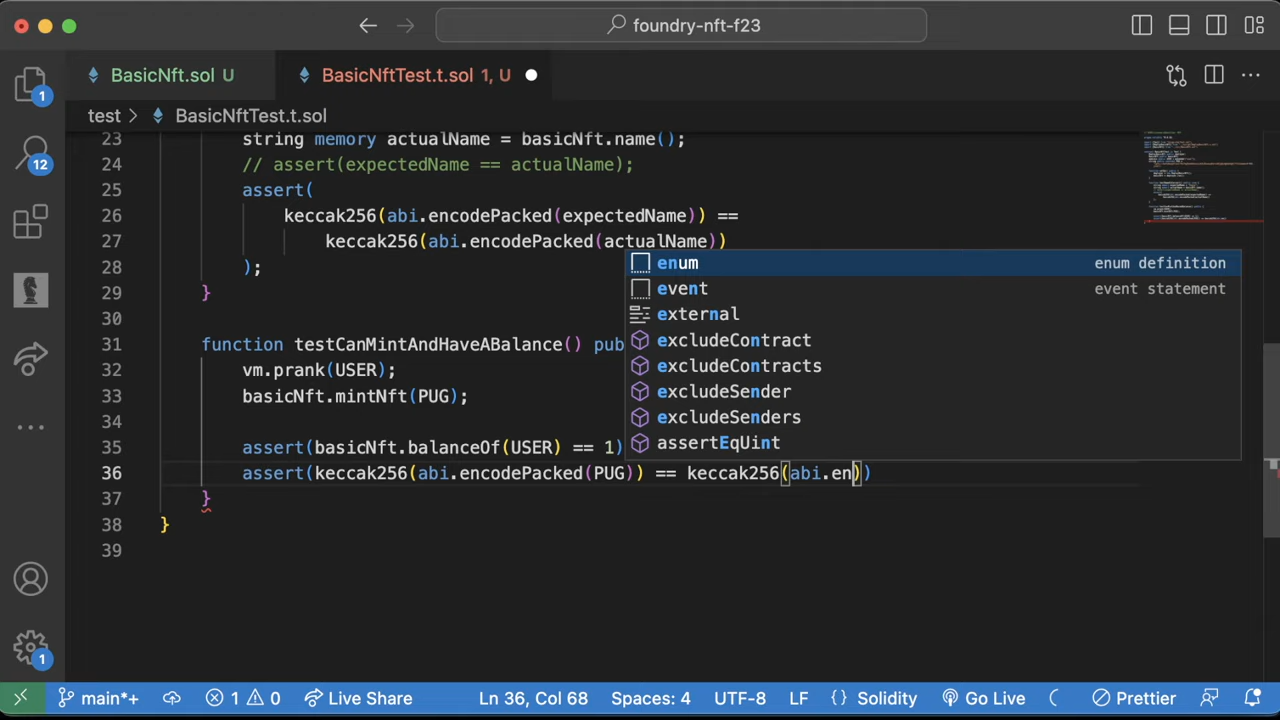 foundry-nft-f23
BasicNft.sol U
BasicNftTest.t.sol 1, U
test > BasicNftTest.t.sol
1
12
1
23 string memory actualName = basicNft.name();
24 // assert(expectedName == actualName);
25 assert(
26 keccak256(abi.encodePacked(expectedName)) ==
27 keccak256(abi.encodePacked(actualName))
28 );
29 }
30
31 function testCanMintAndHaveABalance() pub
32 vm.prank(USER);
33 basicNft.mintNft(PUG);
34
35 assert(basicNft.balanceOf(USER) == 1)
36 assert(keccak256(abi.encodePacked(PUG)) == keccak256(abi.en))
37 }
38 }
39
enum enum definition
event event statement
external
excludeContract
excludeContracts
excludeSender
excludeSenders
assertEqUint
main*+ 1 0 Live Share Ln 36, Col 68 Spaces: 4 UTF-8 LF {} Solidity Go Live Prettier